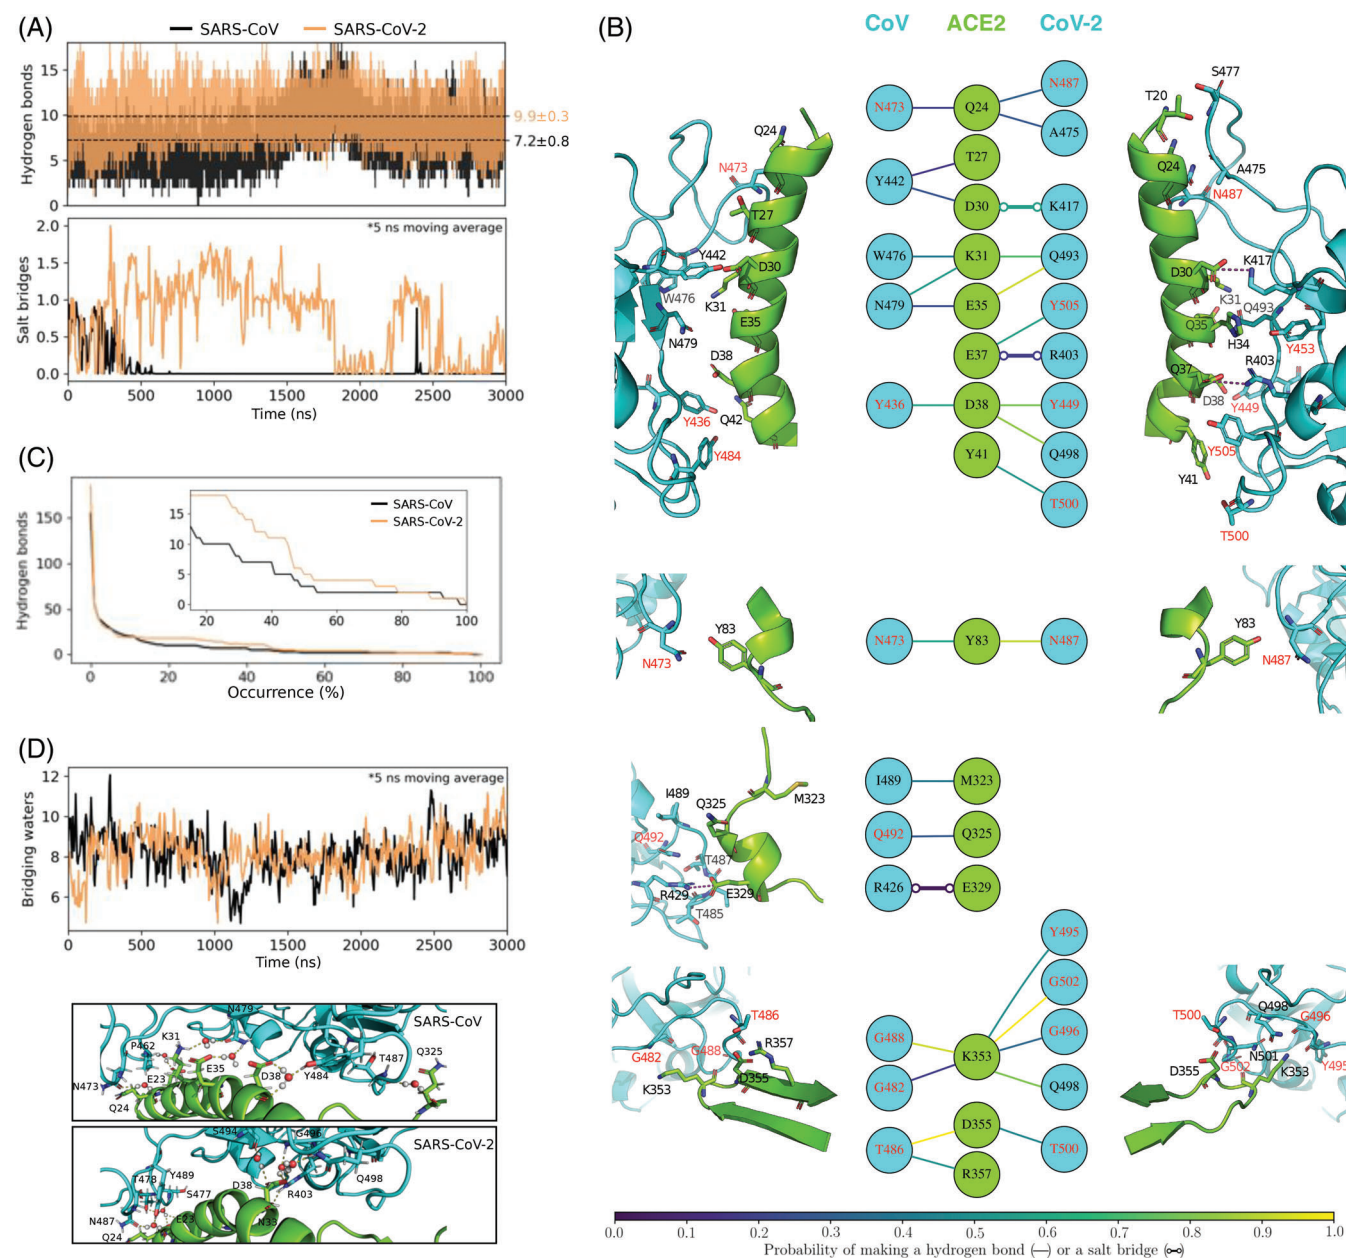 (A)
SARS-CoV
SARS-CoV-2
Hydrogen bonds
15
10
5
0
9.9±0.3
7.2±0.8
*5 ns moving average
Salt bridges
2.0
1.5
1.0
0.5
0.0
0 500 1000 1500 2000 2500 3000
Time (ns)
(B)
CoV ACE2 CoV-2
Q24
N473
T27
Y442
D30
W476
K31
E35
N479
D38
Y436
Q42
Y484
N473 Q24 N487
A475
T27
Y442
D30 K417
W476 K31 Q493
N479 E35 Y505
E37 R403
Y436 D38 Y449
Y41 Q498
T500
S477
T20
Q24
A475
N487
D30
K417
K31
Q493
Q35
H34
Y453
R403
Q37
D38
Y449
Y505
Y41
T500
(C)
Hydrogen bonds
150
100
50
0
15
10
5
0
SARS-CoV
SARS-CoV-2
20 40 60 80 100
0 20 40 60 80 100
Occurrence (%)
Y83
N473
N473 Y83 N487
Y83
N487
(D)
*5 ns moving average
Bridging waters
12
10
8
6
0 500 1000 1500 2000 2500 3000
Time (ns)
I489
Q325
M323
Q492
T487
R429
E329
T485
I489 M323
Q492 Q325
R426 E329
SARS-CoV
N479
K31
P462
Q325
T487
N473
E23
E35
D38
Y484
Q24
SARS-CoV-2
S494
G496
Y489
T478
S477
D38
R403
Q498
N487
E23
N33
Q24
T486
R357
G482
G488
D355
K353
Y495
G502
G488 G496
K353
G482 Q498
D355
T486 T500
R357
Q498
T500
G496
N501
D355
G502
K353
Y495
0.0 0.1 0.2 0.3 0.4 0.5 0.6 0.7 0.8 0.9 1.0
Probability of making a hydrogen bond (—) or a salt bridge (⚯)